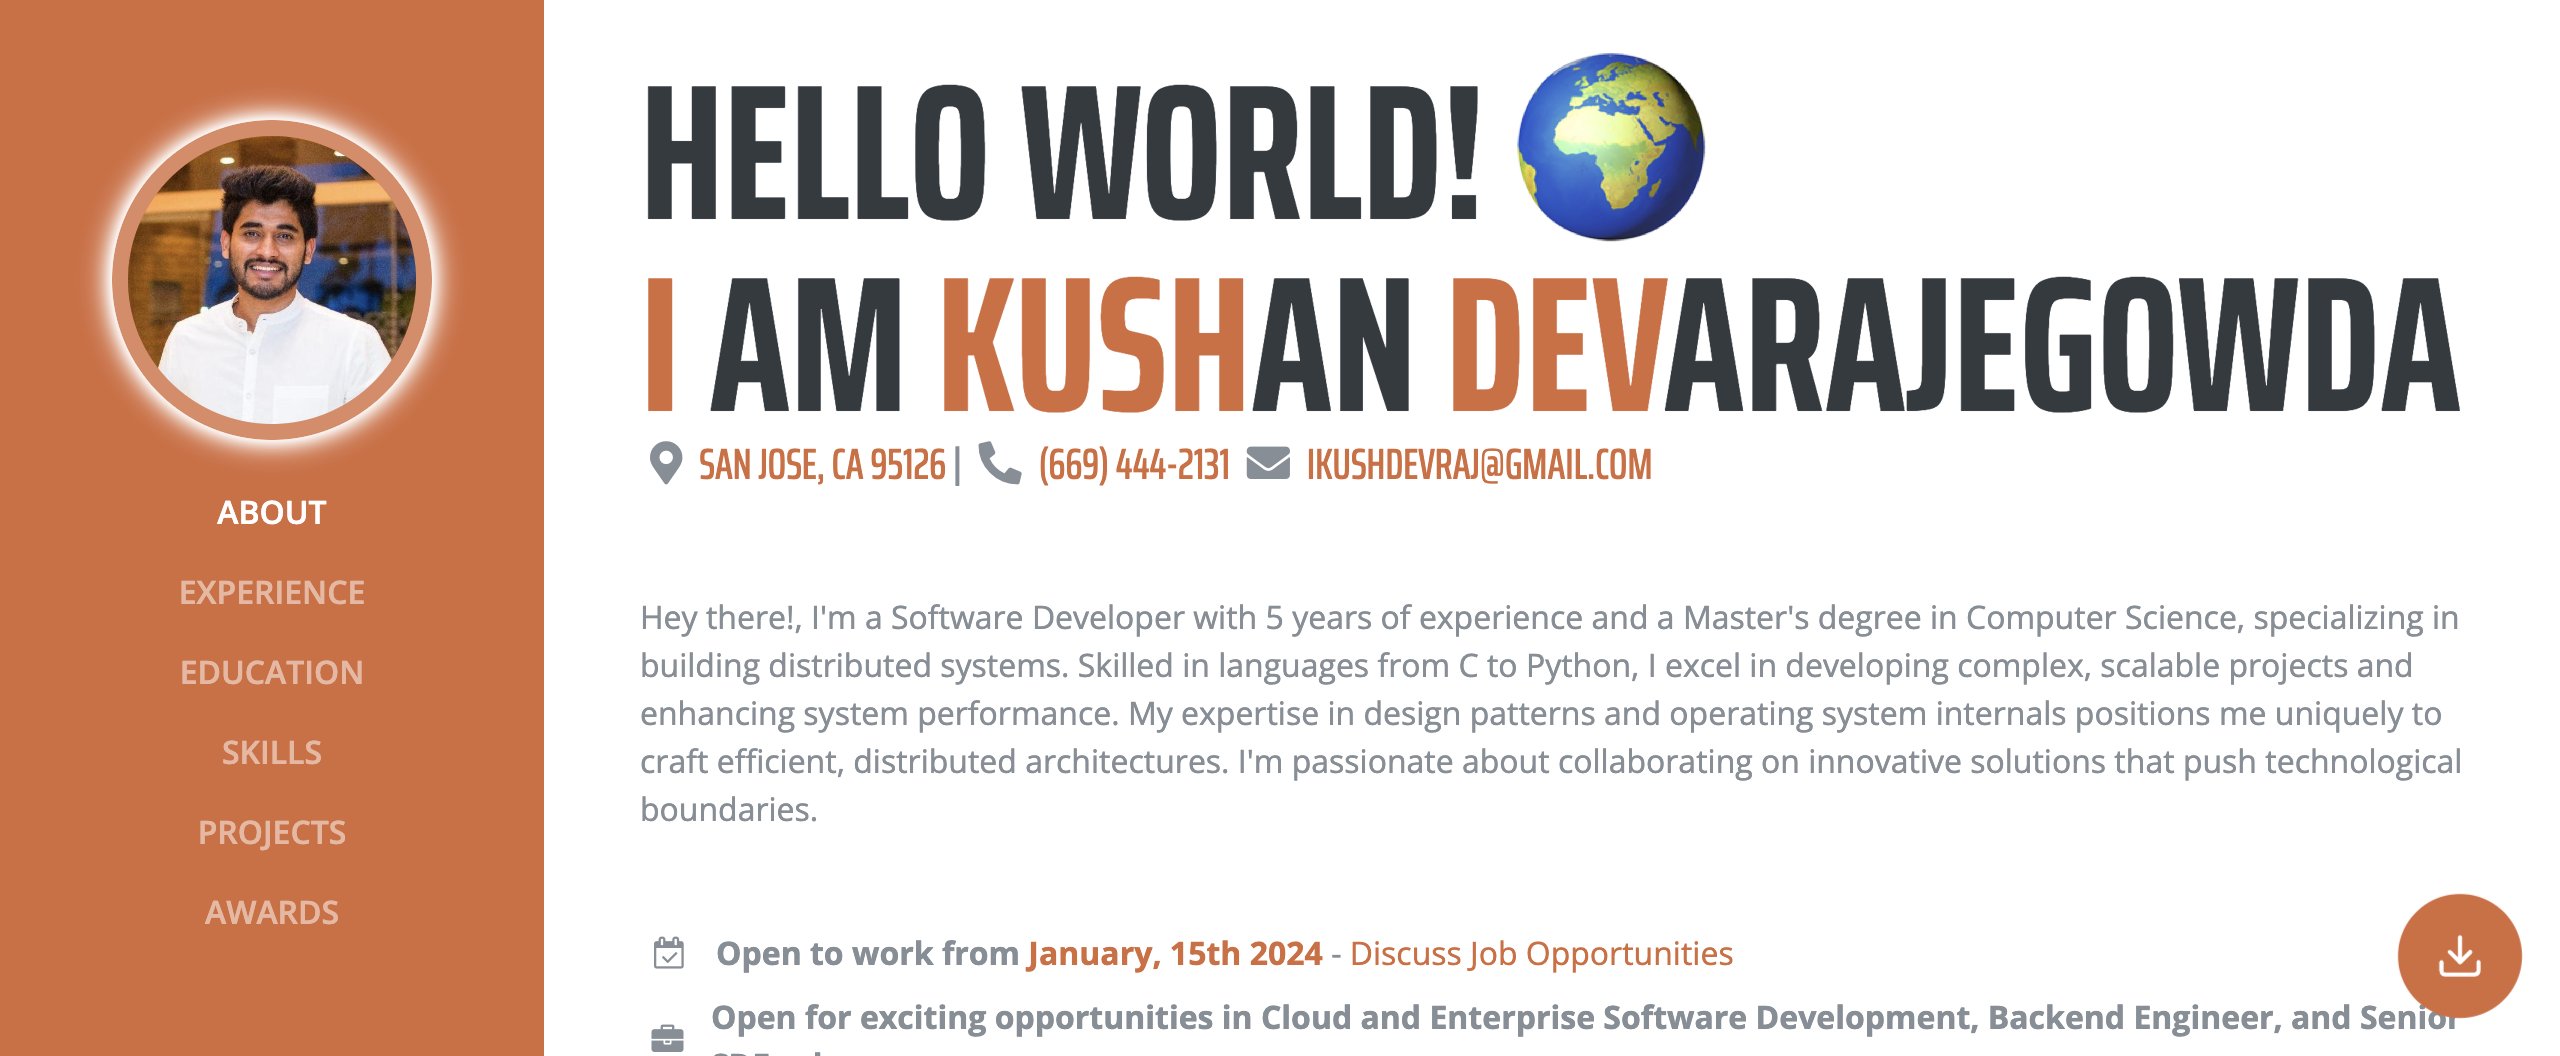 ABOUT
EXPERIENCE
EDUCATION
SKILLS
PROJECTS
AWARDS
HELLO WORLD!
I AM KUSHAN DEVARAJEGOWDA
SAN JOSE, CA 95126 | (669) 444-2131 IKUSHDEVRAJ@GMAIL.COM
Hey there!, I'm a Software Developer with 5 years of experience and a Master's degree in Computer Science, specializing in
building distributed systems. Skilled in languages from C to Python, I excel in developing complex, scalable projects and
enhancing system performance. My expertise in design patterns and operating system internals positions me uniquely to
craft efficient, distributed architectures. I'm passionate about collaborating on innovative solutions that push technological
boundaries.
Open to work from January, 15th 2024 - Discuss Job Opportunities
Open for exciting opportunities in Cloud and Enterprise Software Development, Backend Engineer, and Senior